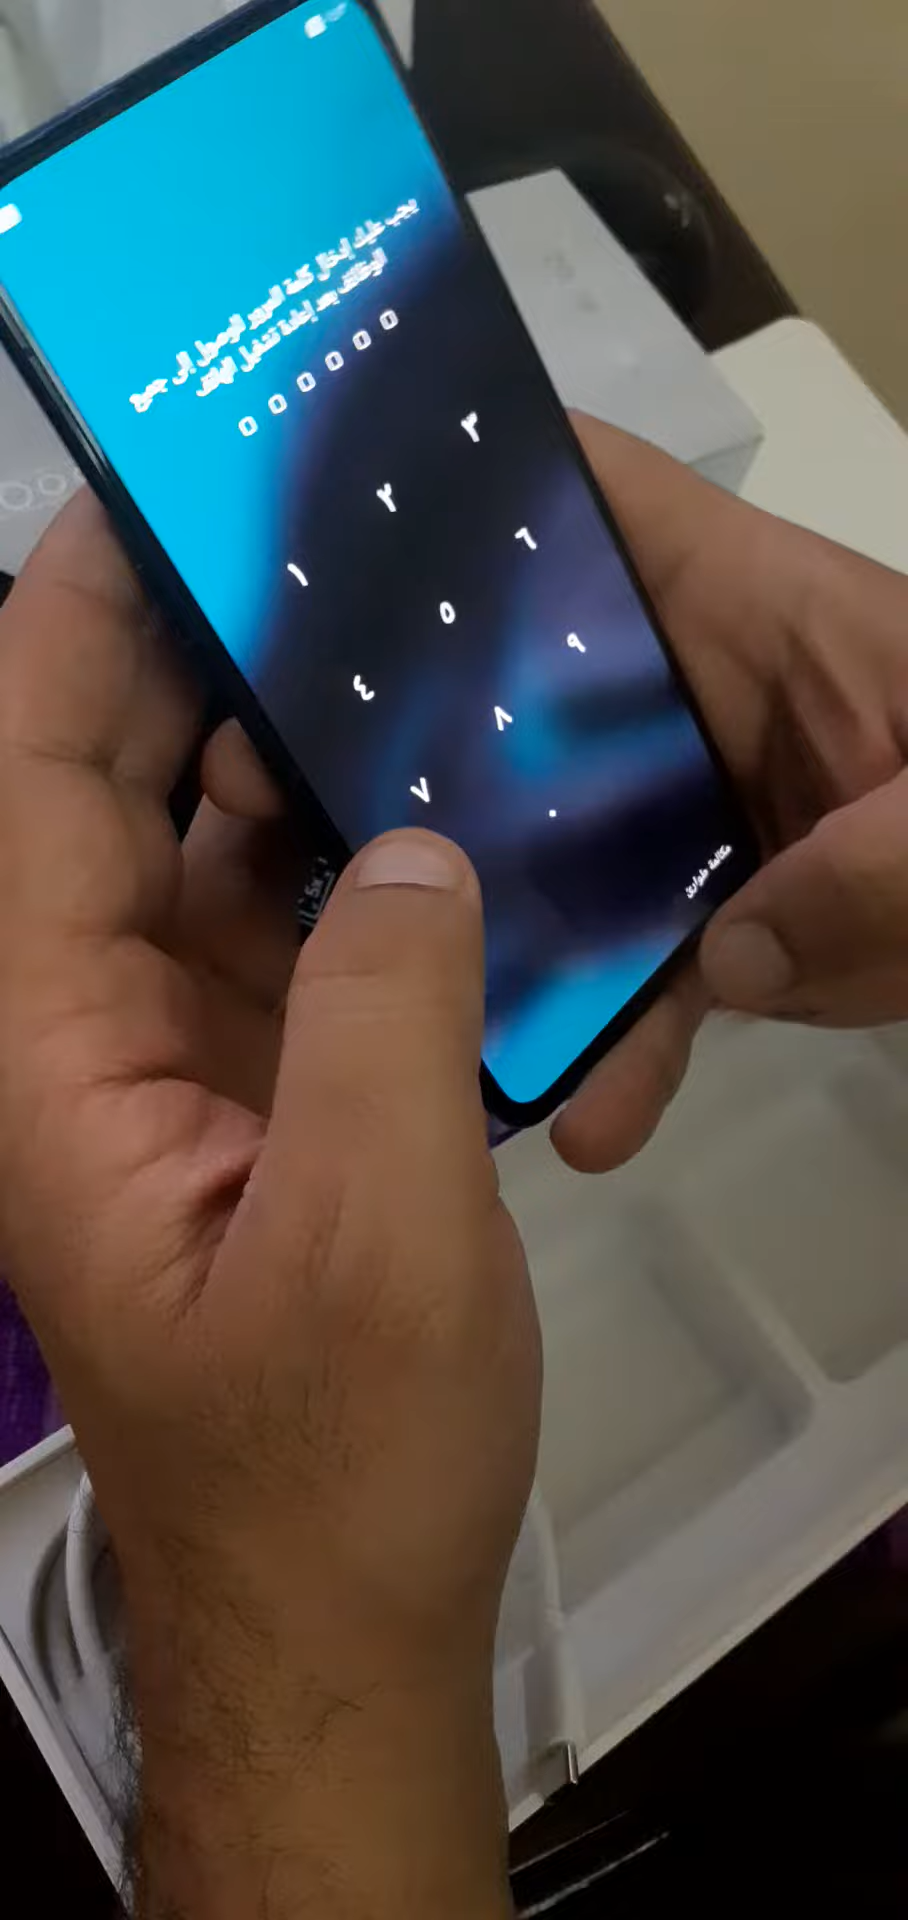 يجب عليك إدخال كلمة المرور للوصول إلى جميع
الوظائف بعد إعادة تشغيل الهاتف
١ ٢ ٣
٤ ٥ ٦
٧ ٨ ٩
٠
مكالمة طوارئ